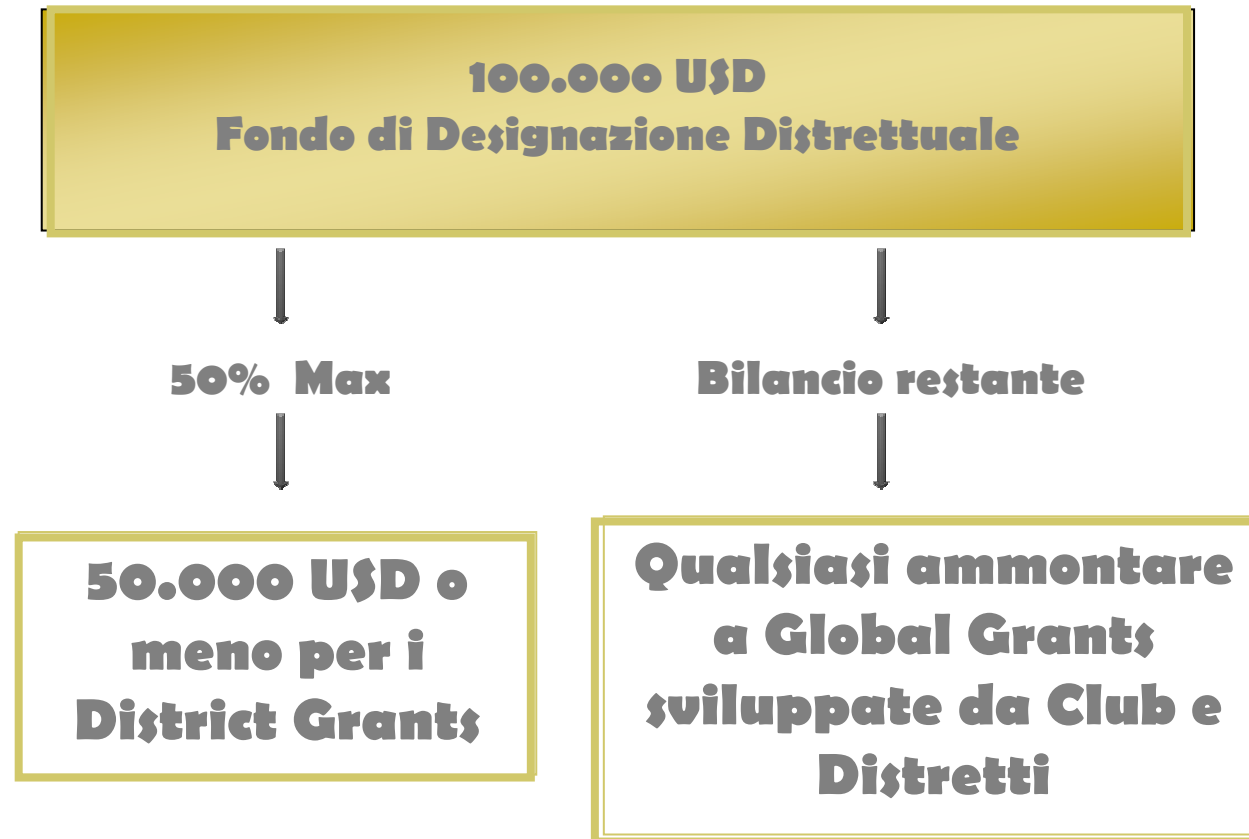 100.000 USD
Fondo di Designazione Distrettuale
50% Max
Bilancio restante
50.000 USD o
meno per i
District Grants
Qualsiasi ammontare
a Global Grants
sviluppate da Club e
Distretti